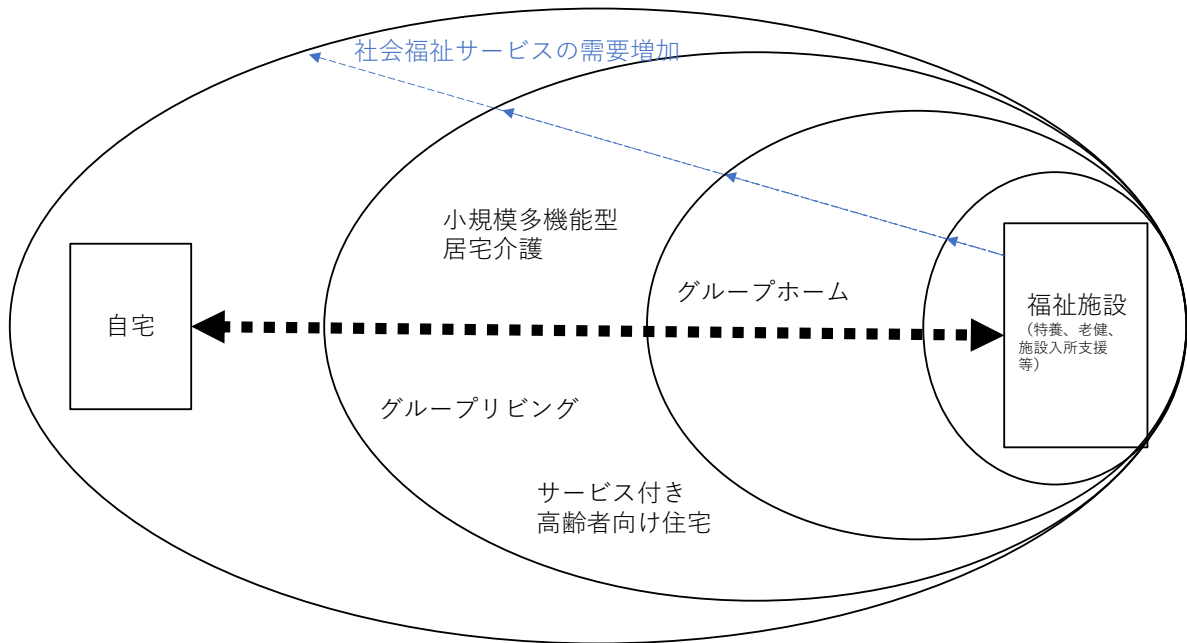 社会福祉サービスの需要増加
小規模多機能型
居宅介護
グループホーム
自宅
福祉施設
（特養、老健、
施設入所支援
等）
グループリビング
サービス付き
高齢者向け住宅